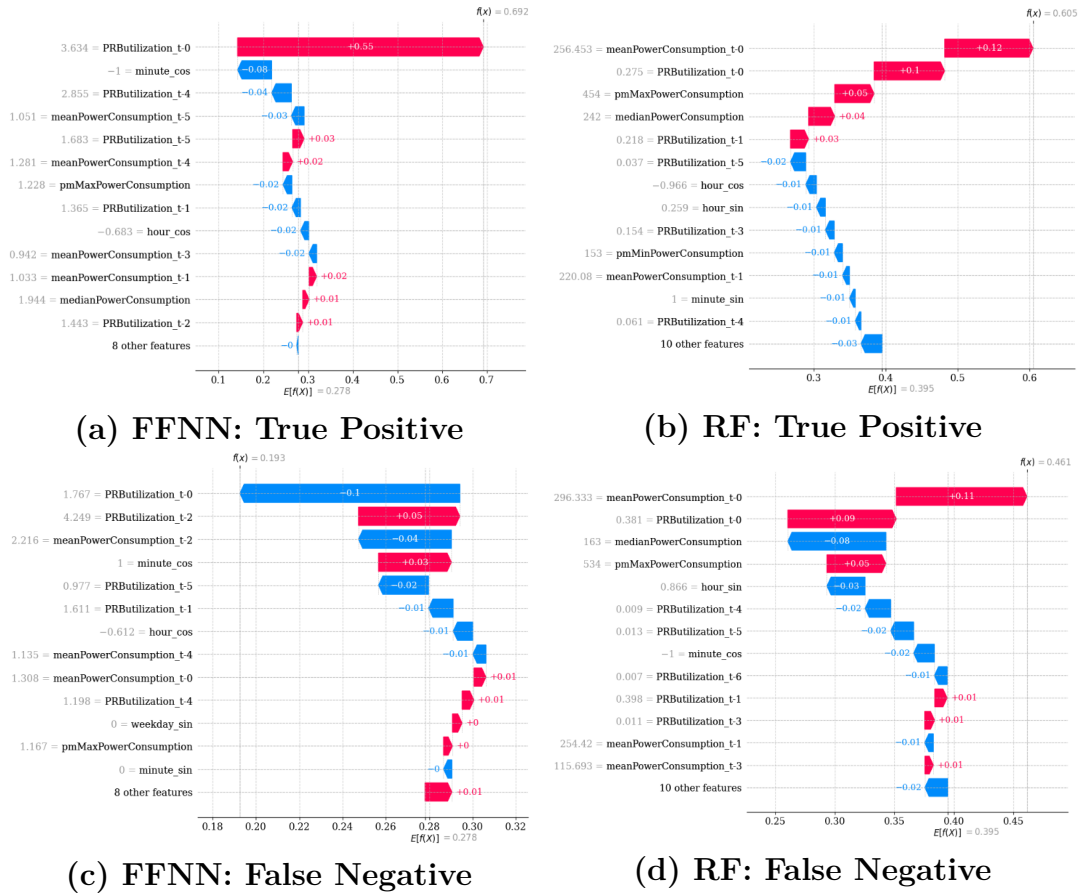 f(x) = 0.692
3.634 = PRButilization_t-0 +0.55
−1 = minute_cos −0.08
2.855 = PRButilization_t-4 −0.04
1.051 = meanPowerConsumption_t-5 −0.03
1.683 = PRButilization_t-5 +0.03
1.281 = meanPowerConsumption_t-4 +0.02
1.228 = pmMaxPowerConsumption −0.02
1.365 = PRButilization_t-1 −0.02
−0.683 = hour_cos −0.02
0.942 = meanPowerConsumption_t-3 −0.02
1.033 = meanPowerConsumption_t-1 +0.02
1.944 = medianPowerConsumption +0.01
1.443 = PRButilization_t-2 +0.01
8 other features −0
0.1 0.2 0.3 0.4 0.5 0.6 0.7
E[f(X)] = 0.278
(a) FFNN: True Positive
f(x) = 0.605
256.453 = meanPowerConsumption_t-0 +0.12
0.275 = PRButilization_t-0 +0.1
454 = pmMaxPowerConsumption +0.05
242 = medianPowerConsumption +0.04
0.218 = PRButilization_t-1 +0.03
0.037 = PRButilization_t-5 −0.02
−0.966 = hour_cos −0.01
0.259 = hour_sin −0.01
0.154 = PRButilization_t-3 −0.01
153 = pmMinPowerConsumption −0.01
220.08 = meanPowerConsumption_t-1 −0.01
1 = minute_sin −0.01
0.061 = PRButilization_t-4 −0.01
10 other features −0.03
0.3 0.4 0.5 0.6
E[f(X)] = 0.395
(b) RF: True Positive
f(x) = 0.193
1.767 = PRButilization_t-0 −0.1
4.249 = PRButilization_t-2 +0.05
2.216 = meanPowerConsumption_t-2 −0.04
1 = minute_cos +0.03
0.977 = PRButilization_t-5 −0.02
1.611 = PRButilization_t-1 −0.01
−0.612 = hour_cos −0.01
1.135 = meanPowerConsumption_t-4 −0.01
1.308 = meanPowerConsumption_t-0 +0.01
1.198 = PRButilization_t-4 +0.01
0 = weekday_sin +0
1.167 = pmMaxPowerConsumption +0
0 = minute_sin −0
8 other features +0.01
0.18 0.20 0.22 0.24 0.26 0.28 0.30 0.32
E[f(X)] = 0.278
(c) FFNN: False Negative
f(x) = 0.461
296.333 = meanPowerConsumption_t-0 +0.11
0.381 = PRButilization_t-0 +0.09
163 = medianPowerConsumption −0.08
534 = pmMaxPowerConsumption +0.05
0.866 = hour_sin −0.03
0.009 = PRButilization_t-4 −0.02
0.013 = PRButilization_t-5 −0.02
−1 = minute_cos −0.02
0.007 = PRButilization_t-6 −0.01
0.398 = PRButilization_t-1 +0.01
0.011 = PRButilization_t-3 +0.01
254.42 = meanPowerConsumption_t-1 −0.01
115.693 = meanPowerConsumption_t-3 +0.01
10 other features −0.02
0.25 0.30 0.35 0.40 0.45
E[f(X)] = 0.395
(d) RF: False Negative